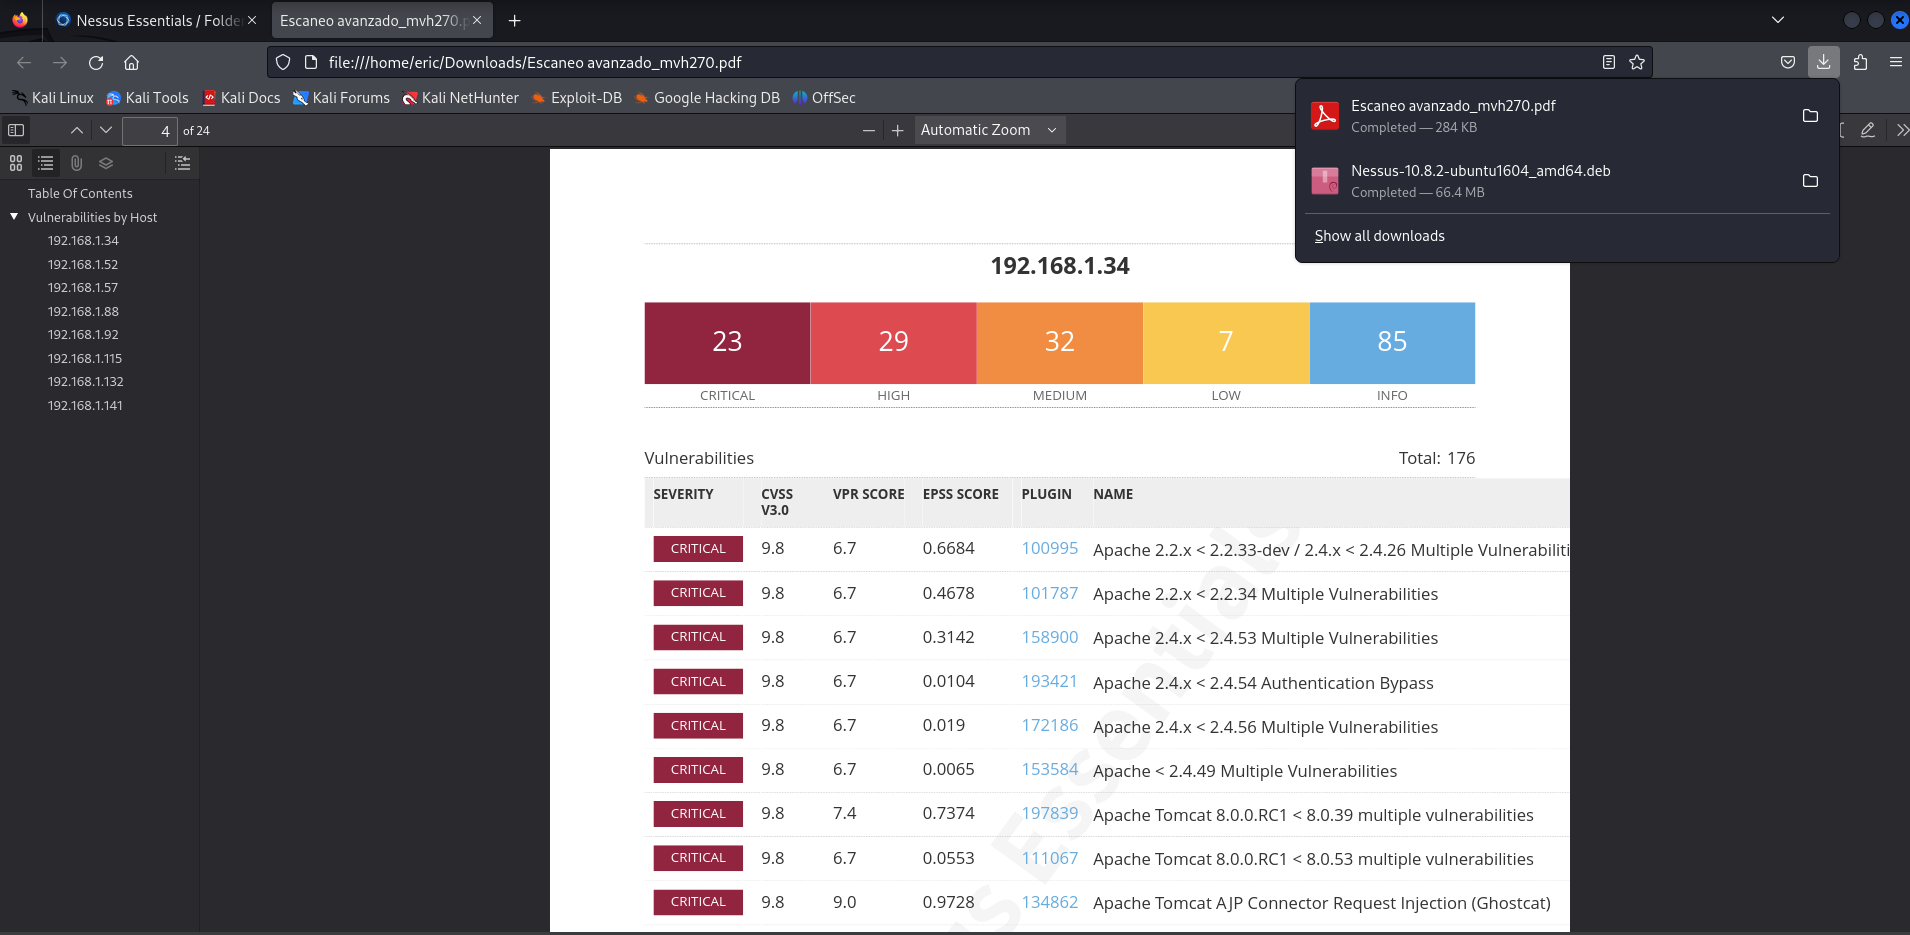 Nessus Essentials / Folde
Escaneo avanzado_mvh270.p
file:///home/eric/Downloads/Escaneo avanzado_mvh270.pdf
Kali Linux
Kali Tools
Kali Docs
Kali Forums
Kali NetHunter
Exploit-DB
Google Hacking DB
OffSec
4 of 24
Automatic Zoom
Escaneo avanzado_mvh270.pdf
Completed — 284 KB
Nessus-10.8.2-ubuntu1604_amd64.deb
Completed — 66.4 MB
Show all downloads
Table Of Contents
Vulnerabilities by Host
192.168.1.34
192.168.1.52
192.168.1.57
192.168.1.88
192.168.1.92
192.168.1.115
192.168.1.132
192.168.1.141
192.168.1.34
23 29 32 7 85
CRITICAL HIGH MEDIUM LOW INFO
Vulnerabilities Total: 176
SEVERITY CVSS V3.0 VPR SCORE EPSS SCORE PLUGIN NAME
CRITICAL 9.8 6.7 0.6684 100995 Apache 2.2.x < 2.2.33-dev / 2.4.x < 2.4.26 Multiple Vulnerabiliti
CRITICAL 9.8 6.7 0.4678 101787 Apache 2.2.x < 2.2.34 Multiple Vulnerabilities
CRITICAL 9.8 6.7 0.3142 158900 Apache 2.4.x < 2.4.53 Multiple Vulnerabilities
CRITICAL 9.8 6.7 0.0104 193421 Apache 2.4.x < 2.4.54 Authentication Bypass
CRITICAL 9.8 6.7 0.019 172186 Apache 2.4.x < 2.4.56 Multiple Vulnerabilities
CRITICAL 9.8 6.7 0.0065 153584 Apache < 2.4.49 Multiple Vulnerabilities
CRITICAL 9.8 7.4 0.7374 197839 Apache Tomcat 8.0.0.RC1 < 8.0.39 multiple vulnerabilities
CRITICAL 9.8 6.7 0.0553 111067 Apache Tomcat 8.0.0.RC1 < 8.0.53 multiple vulnerabilities
CRITICAL 9.8 9.0 0.9728 134862 Apache Tomcat AJP Connector Request Injection (Ghostcat)
us Essentials